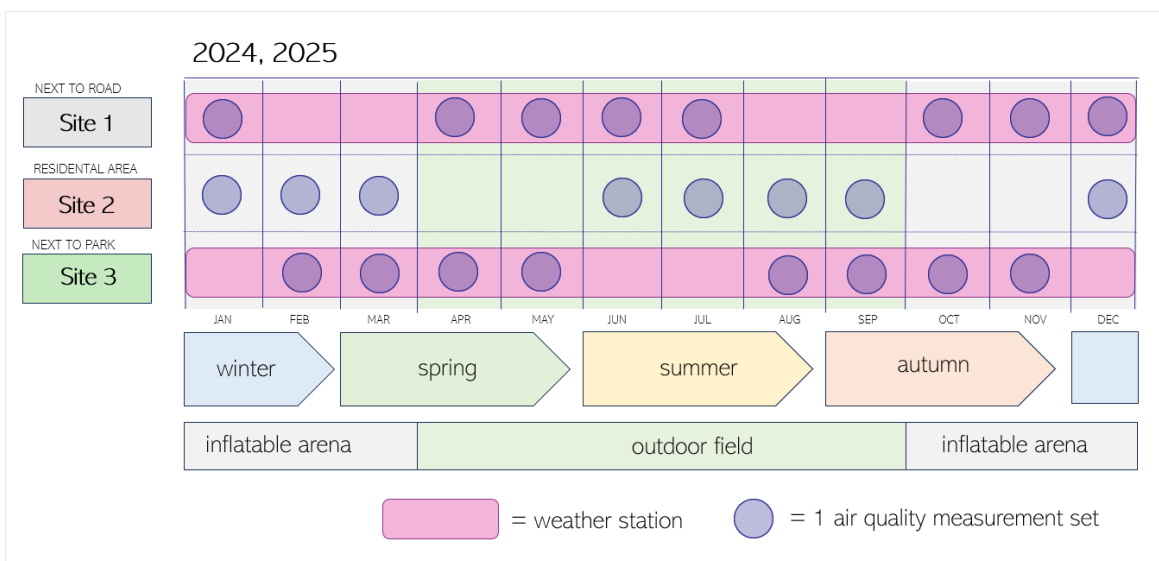 2024, 2025
NEXT TO ROAD
Site 1
RESIDENTAL AREA
Site 2
NEXT TO PARK
Site 3
JAN FEB MAR APR MAY JUN JUL AUG SEP OCT NOV DEC
winter spring summer autumn
inflatable arena outdoor field inflatable arena
= weather station = 1 air quality measurement set